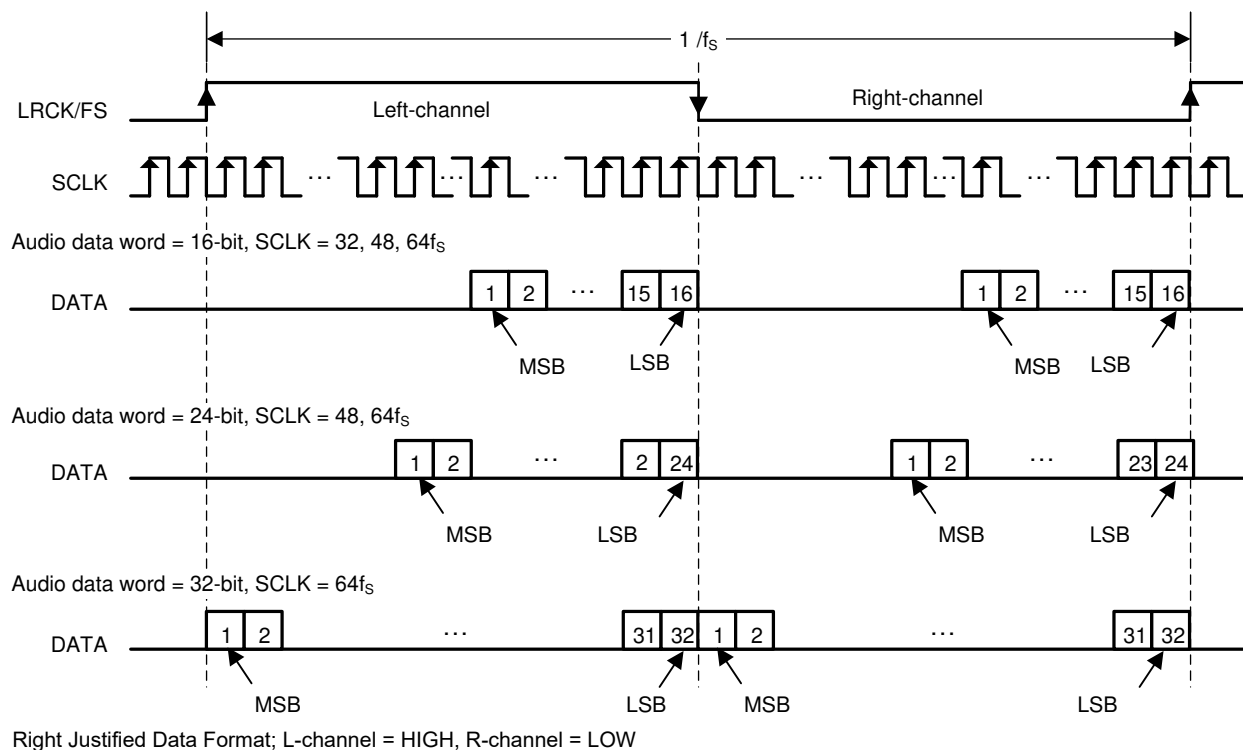 1 /fS
LRCK/FS Left-channel Right-channel
SCLK ... ... ... ... ... ...
Audio data word = 16-bit, SCLK = 32, 48, 64fS
DATA 1 2 ... 15 16 1 2 ... 15 16
MSB LSB MSB LSB
Audio data word = 24-bit, SCLK = 48, 64fS
DATA 1 2 ... 2 24 1 2 ... 23 24
MSB LSB MSB LSB
Audio data word = 32-bit, SCLK = 64fS
DATA 1 2 ... 31 32 1 2 ... 31 32
MSB LSB MSB LSB
Right Justified Data Format; L-channel = HIGH, R-channel = LOW